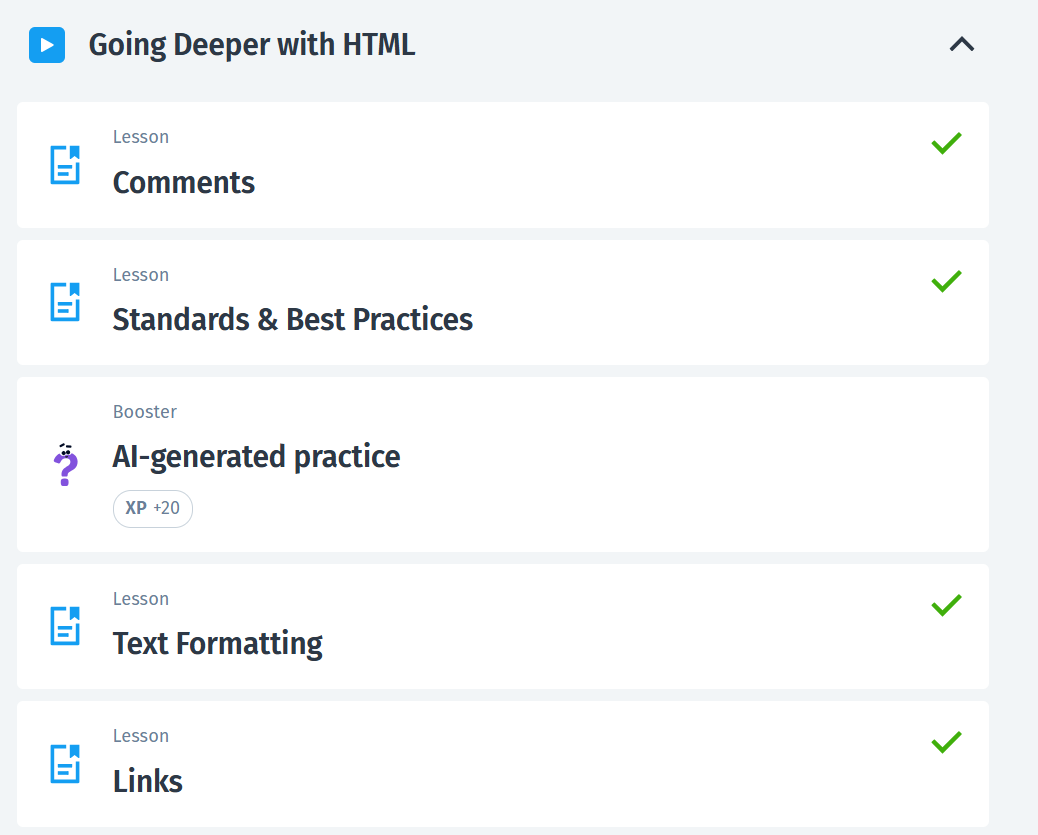 Going Deeper with HTML
Lesson
Comments
Lesson
Standards & Best Practices
Booster
AI-generated practice
XP +20
Lesson
Text Formatting
Lesson
Links